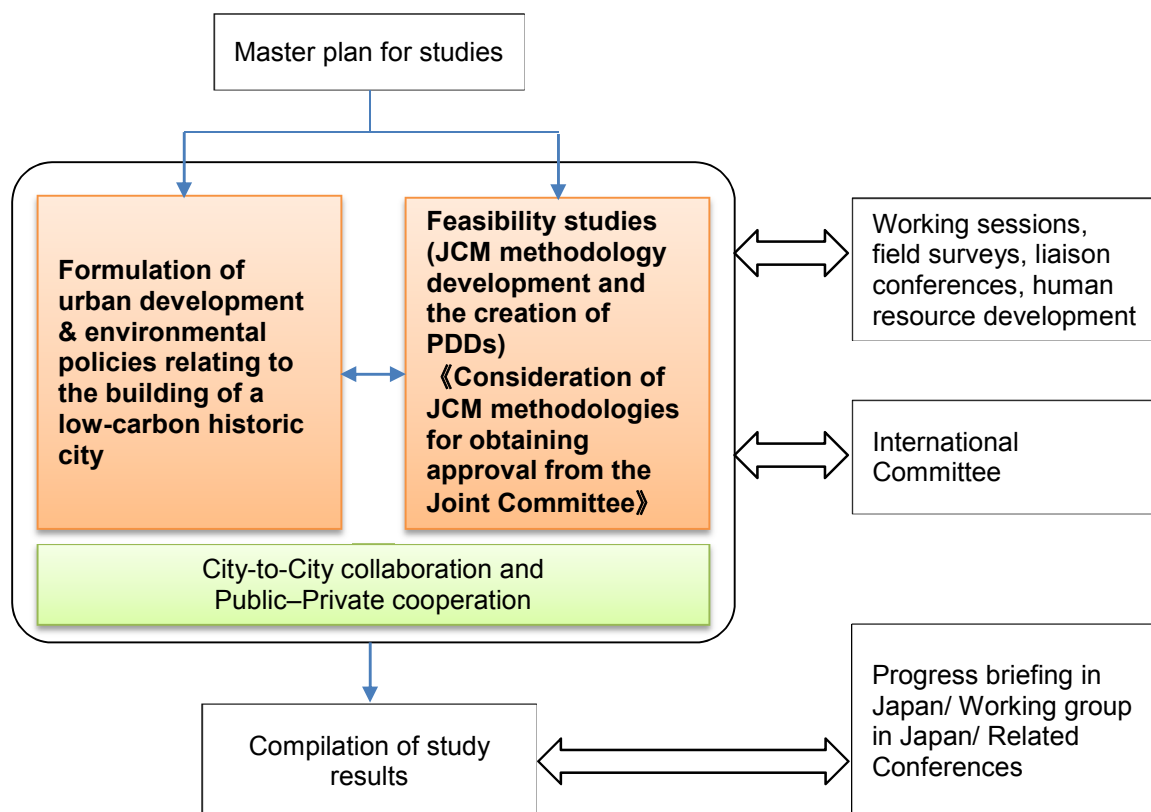 Master plan for studies
Formulation of
urban development
& environmental
policies relating to
the building of a
low-carbon historic
city
Feasibility studies
(JCM methodology
development and
the creation of
PDDs)
《Consideration of
JCM methodologies
for obtaining
approval from the
Joint Committee》
Working sessions,
field surveys, liaison
conferences, human
resource development
International
Committee
City-to-City collaboration and
Public–Private cooperation
Compilation of study
results
Progress briefing in
Japan/ Working group
in Japan/ Related
Conferences